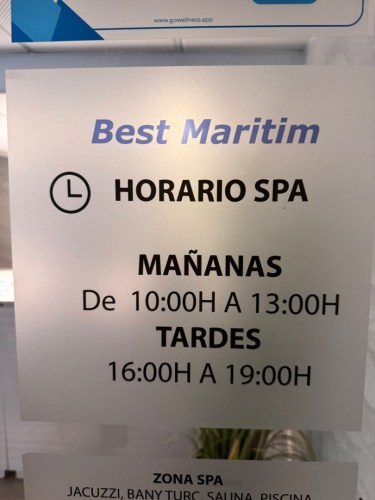 www.gowellness.app
Best Maritim
HORARIO SPA
MAÑANAS
De 10:00H A 13:00H
TARDES
16:00H A 19:00H
ZONA SPA
JACUZZI, BANY TURC, SAUNA, PISCINA